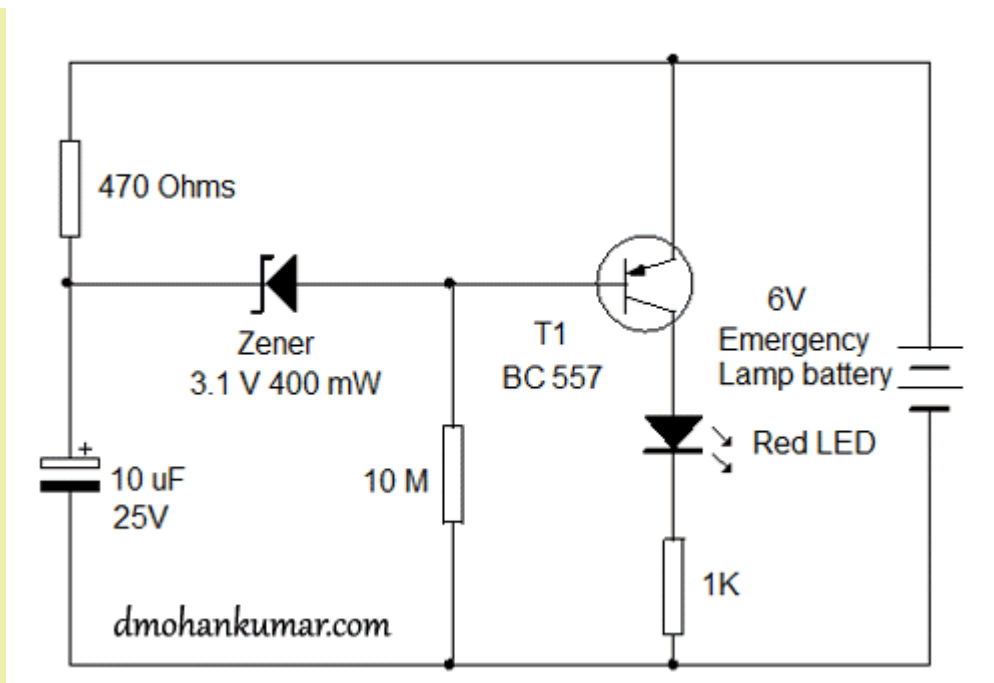 470 Ohms
Zener
3.1 V 400 mW
T1
BC 557
6V
Emergency
Lamp battery
+
10 uF
25V
10 M
Red LED
1K
dmohankumar.com